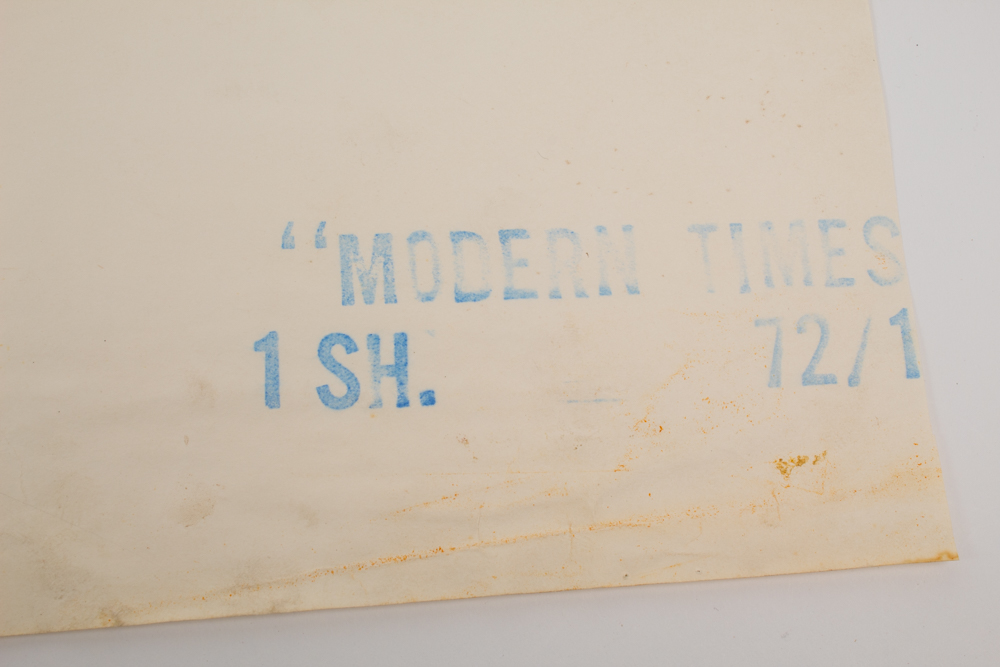 “MODERN TIMES
1 SH. 72/1